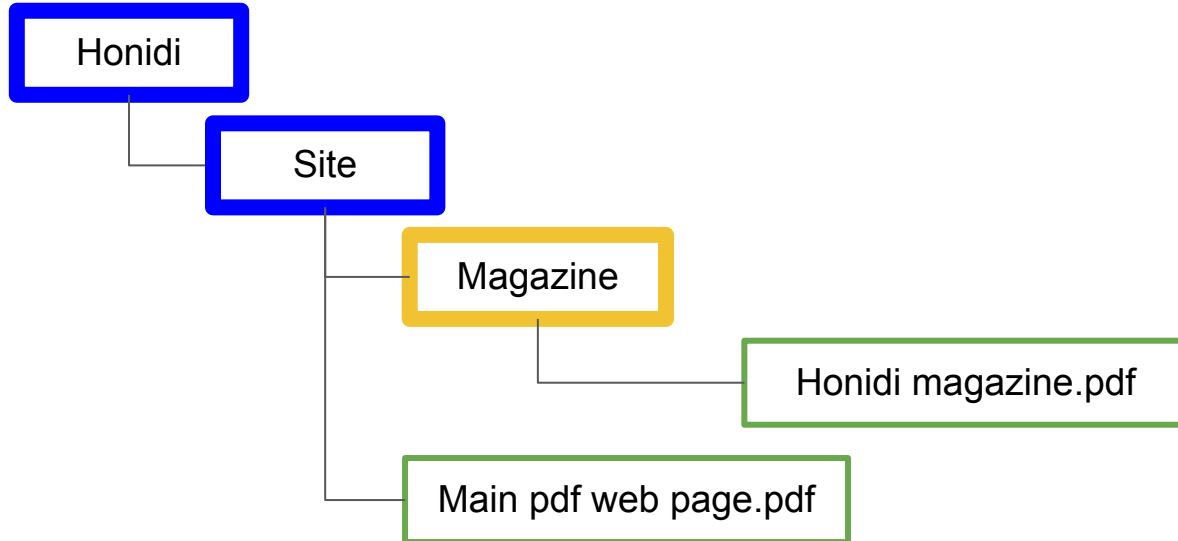 Honidi
Site
Magazine
Honidi magazine.pdf
Main pdf web page.pdf